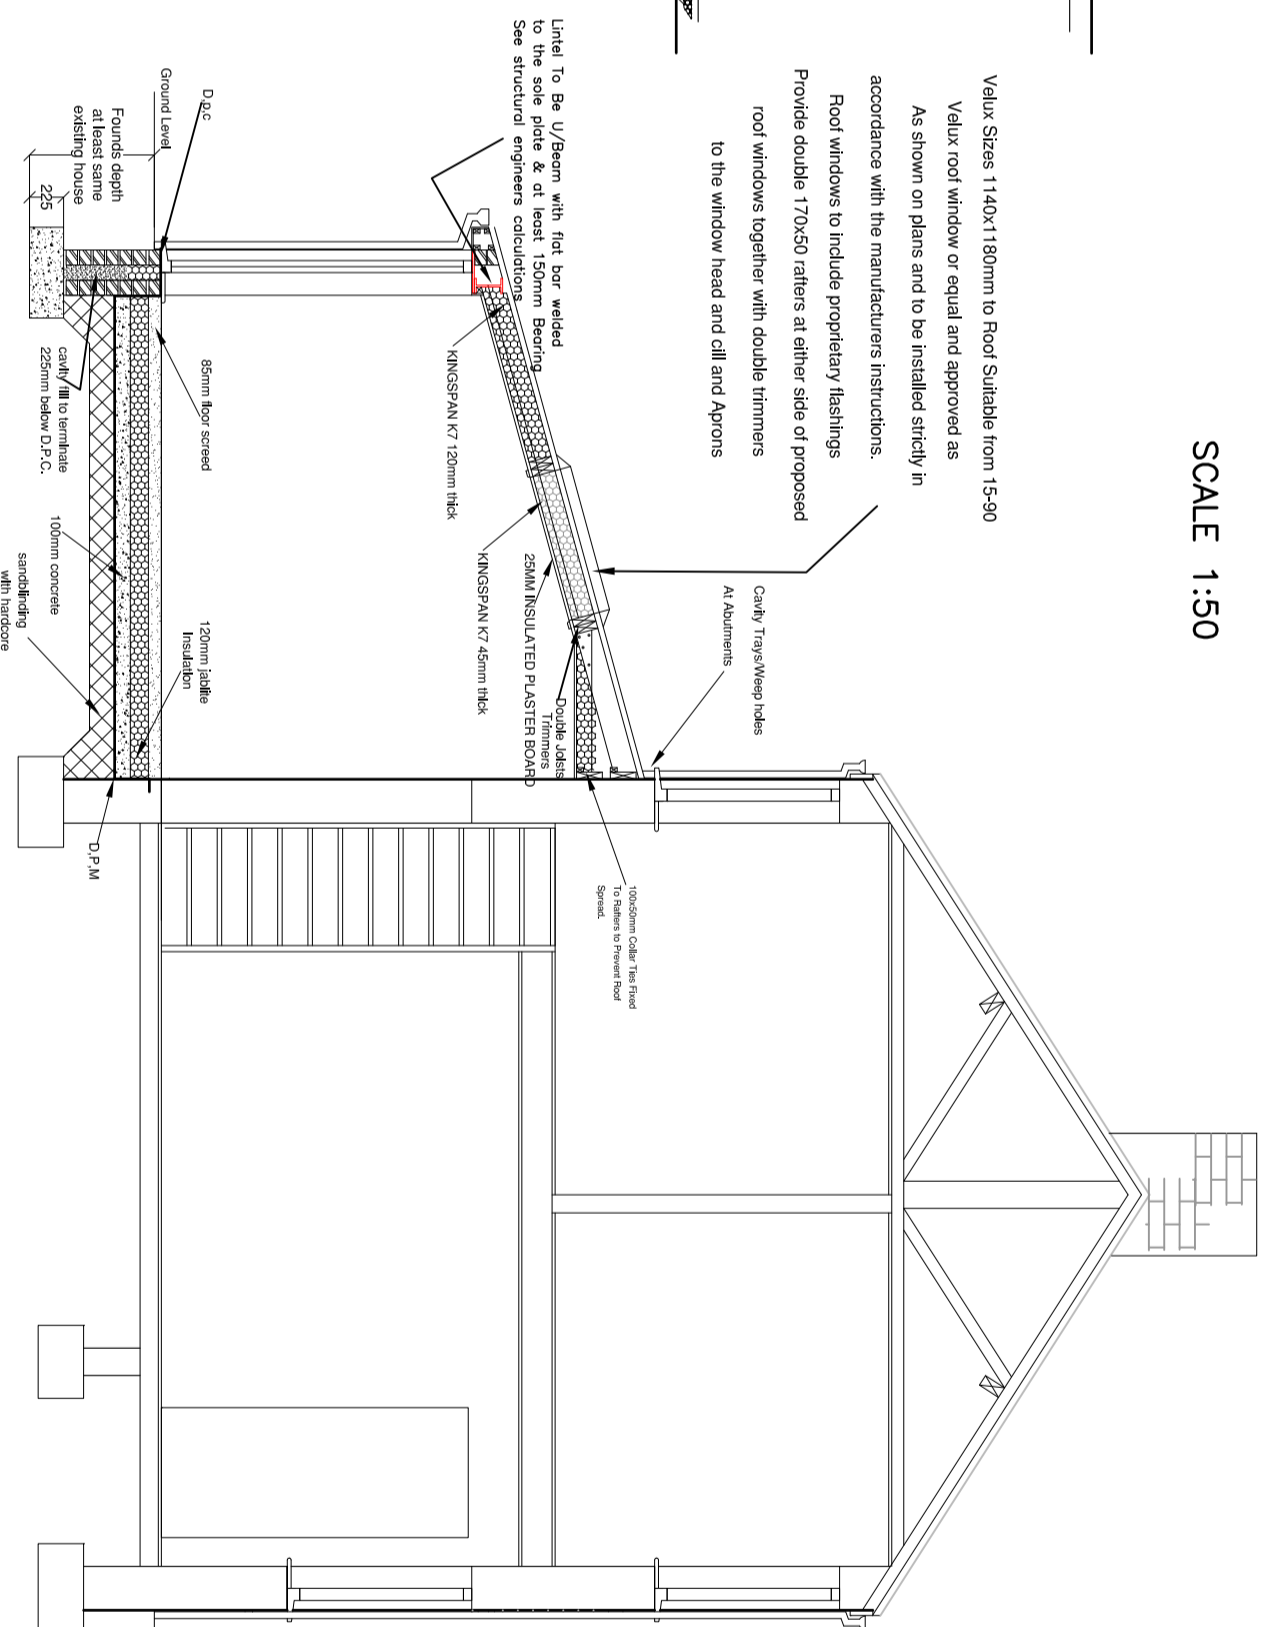 SCALE 1:50
Velux Sizes 1140x1180mm to Roof Suitable from 15-90
Velux roof window or equal and approved as
As shown on plans and to be installed strictly in
accordance with the manufacturers instructions.
Roof windows to include proprietary flashings
Provide double 170x50 rafters at either side of proposed
roof windows together with double trimmers
to the window head and cill and Aprons
Cavity Trays/Weep holes
At Abutments
Lintel To Be U/Beam with flat bar welded
to the sole plate & at least 150mm Bearing
See structural engineers calculations
KINGSPAN K7 120mm thick
KINGSPAN K7 45mm thick
25MM INSULATED PLASTER BOARD
Double Joists
Trimmers
100x50mm Collar Ties Fixed
To Rafters to Prevent Roof
Spread.
D.p.c
Ground Level
Founds depth
at least same
existing house
225
85mm floor screed
120mm jablite
Insulation
cavity fill to terminate
225mm below D.P.C.
100mm concrete
sandblinding
with hardcore
D,P,M